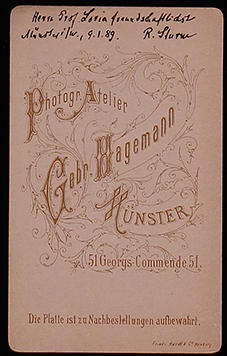 Herrn Prof. Loria freundschaftlichst
Münster i/w., 9.1.89. R. Sturm
Photogr. Atelier
Gebr. Hagemann
Münster
51 Georgs-Commende 51.
Die Platte ist zu Nachbestellungen aufbewahrt.